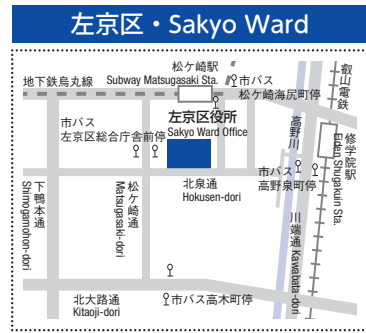 左京区・Sakyo Ward
松ケ崎駅
地下鉄烏丸線 Subway Matsugasaki Sta.
市バス
松ケ崎海尻町停
叡山電鉄
市バス
左京区総合庁舎前停
左京区役所
Sakyo Ward Office
高野川
修学院駅
Eiden Shugakuin Sta.
市バス
高野泉町停
北泉通
Hokusen-dori
下鴨本通
Shimogamohon-dori
松ケ崎通
Matsugasaki-dori
川端通 Kawabata-dori
北大路通
Kitaoji-dori
市バス高木町停